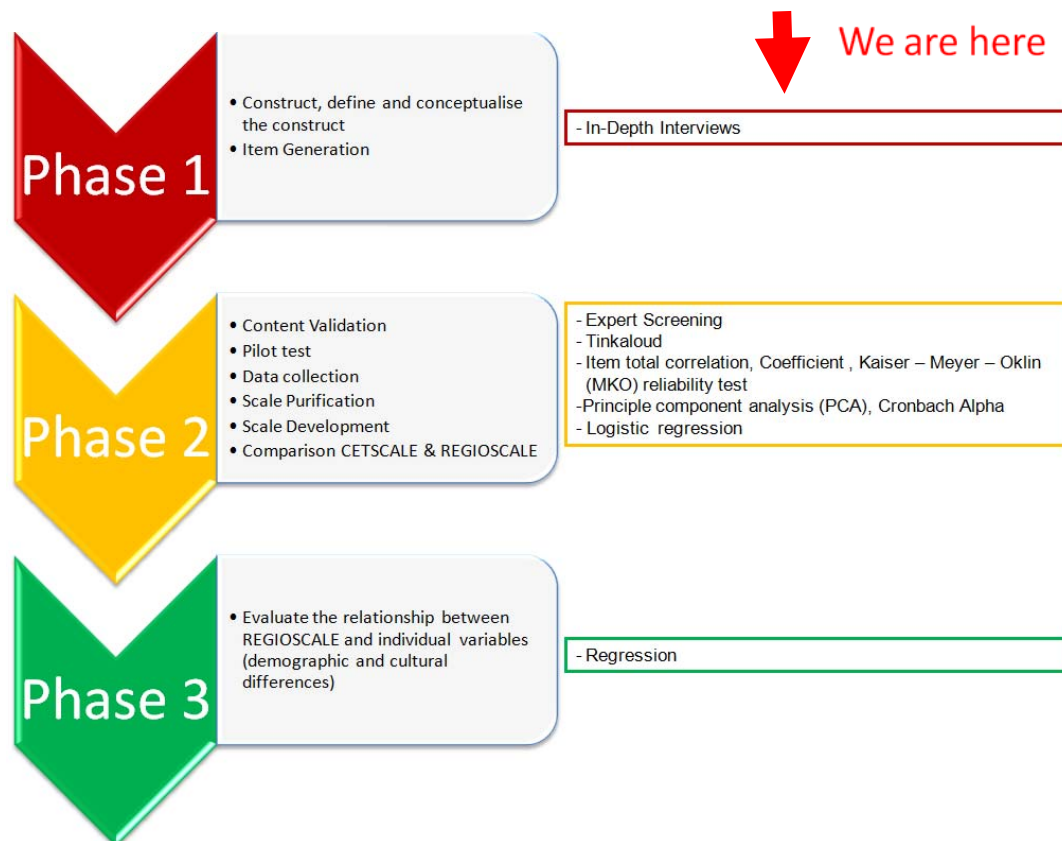 We are here
Phase 1
• Construct, define and conceptualise
the construct
• Item Generation
- In-Depth Interviews
Phase 2
• Content Validation
• Pilot test
• Data collection
• Scale Purification
• Scale Development
• Comparison CETSCALE & REGIOSCALE
- Expert Screening
- Tinkaloud
- Item total correlation, Coefficient , Kaiser – Meyer – Oklin
(MKO) reliability test
-Principle component analysis (PCA), Cronbach Alpha
- Logistic regression
Phase 3
• Evaluate the relationship between
REGIOSCALE and individual variables
(demographic and cultural
differences)
- Regression